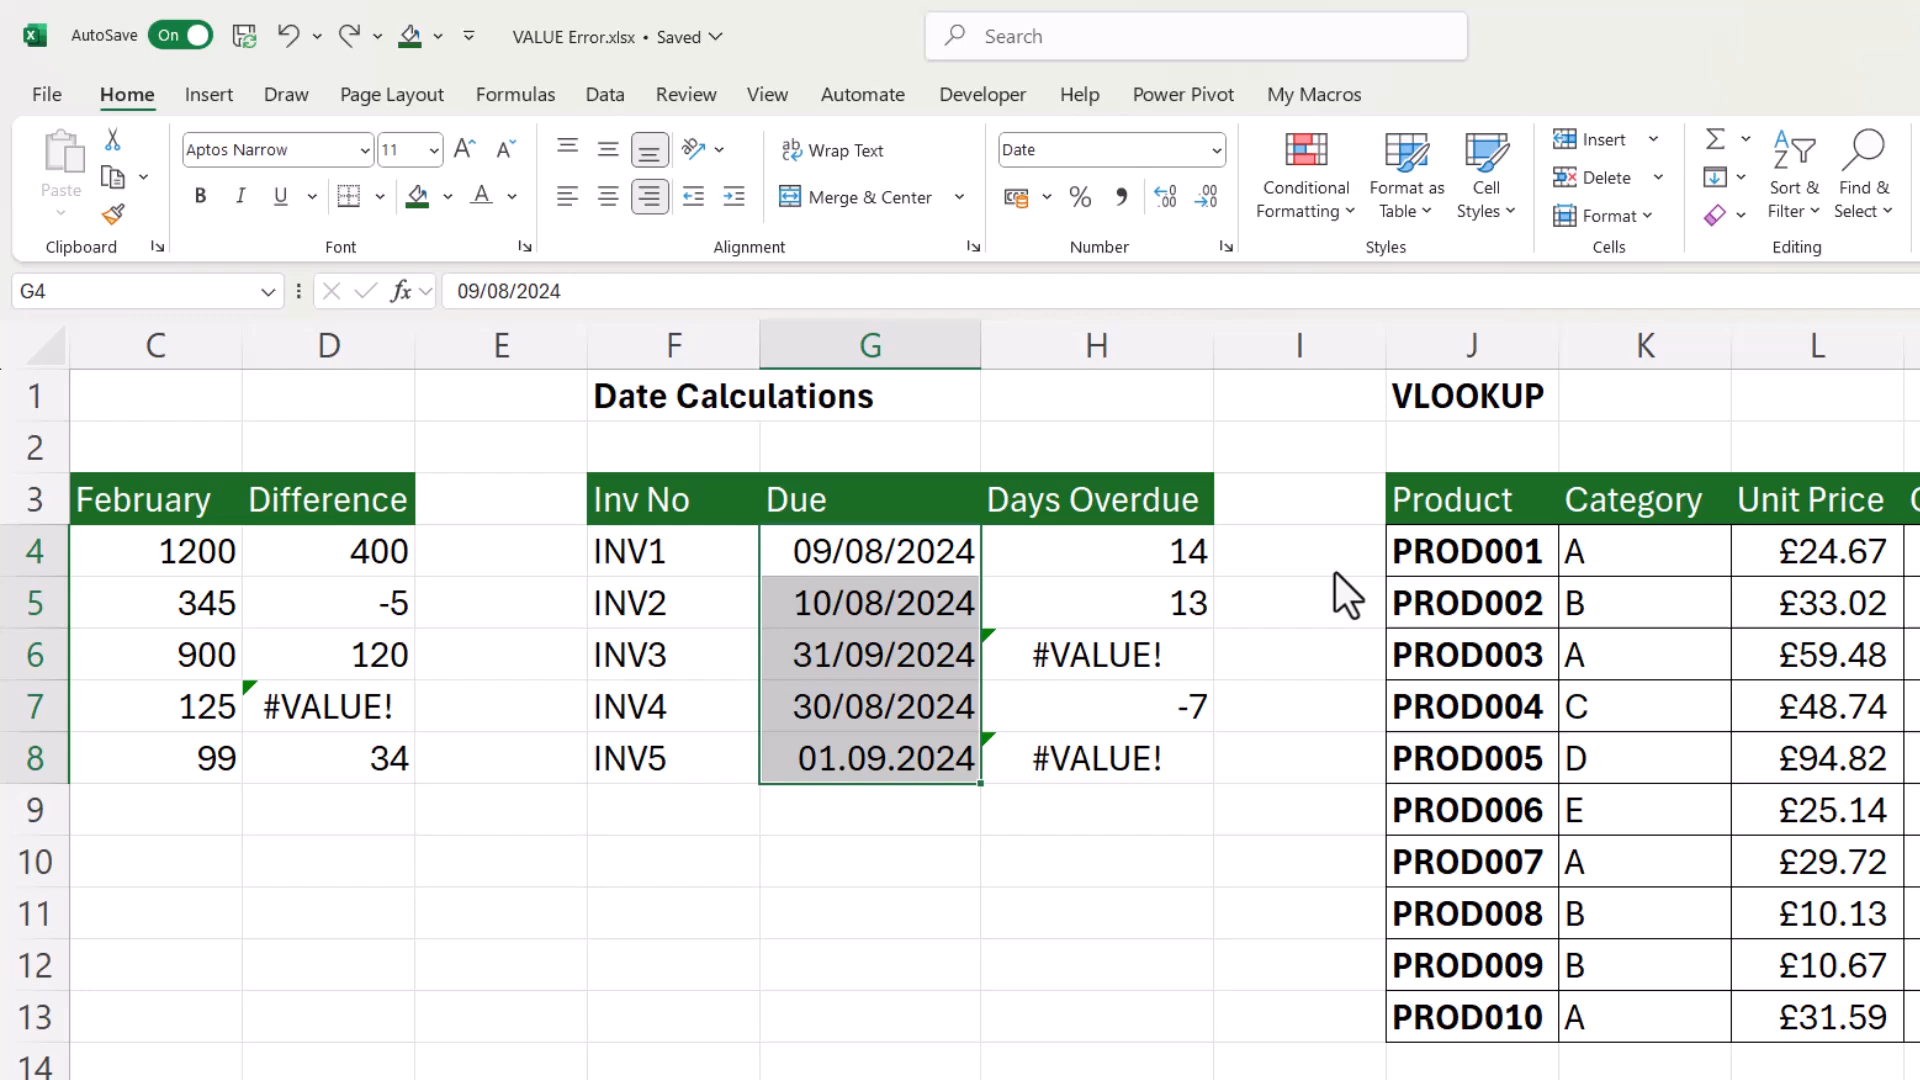 AutoSave On VALUE Error.xlsx • Saved Search
File Home Insert Draw Page Layout Formulas Data Review View Automate Developer Help Power Pivot My Macros
Paste
Clipboard
Aptos Narrow 11
B I U
Font
Wrap Text
Merge & Center
Alignment
Date
Number
Conditional Formatting
Format as Table
Cell Styles
Styles
Insert
Delete
Format
Cells
Sort & Filter
Find & Select
Editing
G4 fx 09/08/2024
C D E F G H I J K L
1 Date Calculations VLOOKUP
2
3 February Difference Inv No Due Days Overdue Product Category Unit Price
4 1200 400 INV1 09/08/2024 14 PROD001 A £24.67
5 345 -5 INV2 10/08/2024 13 PROD002 B £33.02
6 900 120 INV3 31/09/2024 #VALUE! PROD003 A £59.48
7 125 #VALUE! INV4 30/08/2024 -7 PROD004 C £48.74
8 99 34 INV5 01.09.2024 #VALUE! PROD005 D £94.82
9 PROD006 E £25.14
10 PROD007 A £29.72
11 PROD008 B £10.13
12 PROD009 B £10.67
13 PROD010 A £31.59
14